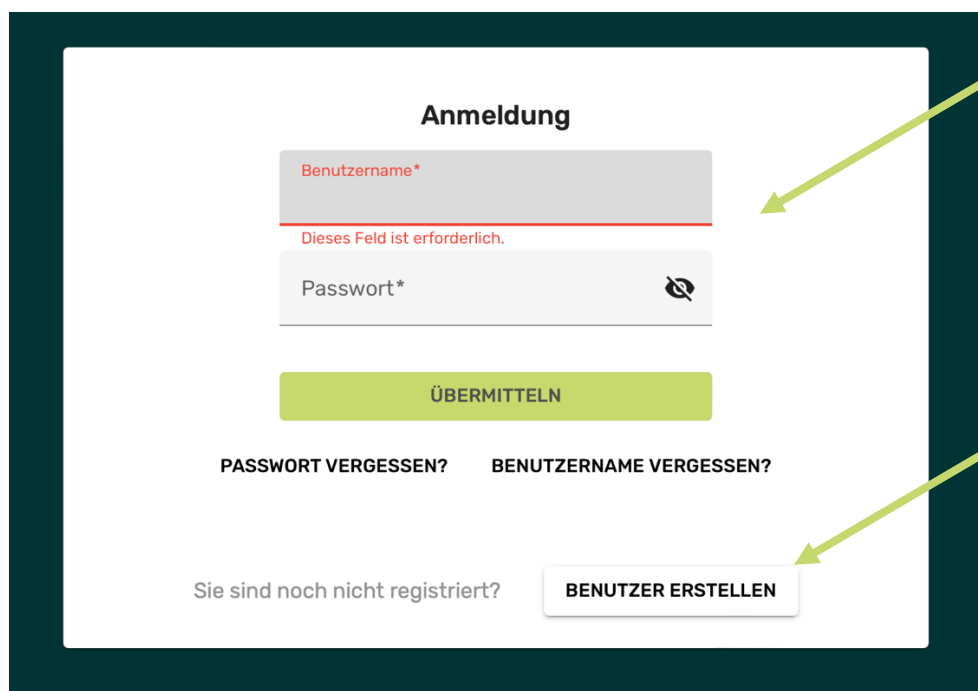 Anmeldung
Benutzername*
Dieses Feld ist erforderlich.
Passwort*
ÜBERMITTELN
PASSWORT VERGESSEN? BENUTZERNAME VERGESSEN?
Sie sind noch nicht registriert? BENUTZER ERSTELLEN